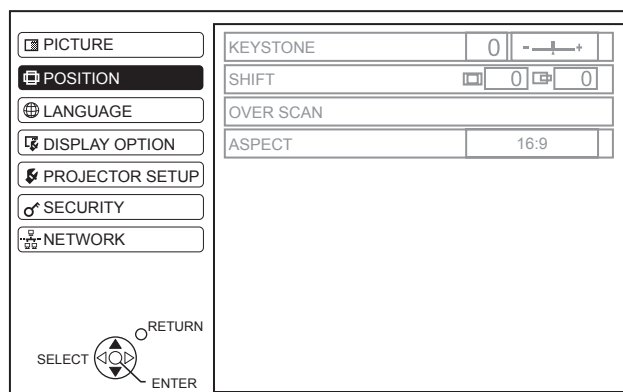 PICTURE
POSITION
LANGUAGE
DISPLAY OPTION
PROJECTOR SETUP
SECURITY
NETWORK
RETURN
SELECT
ENTER
KEYSTONE 0 - +
SHIFT 0 0
OVER SCAN
ASPECT 16:9